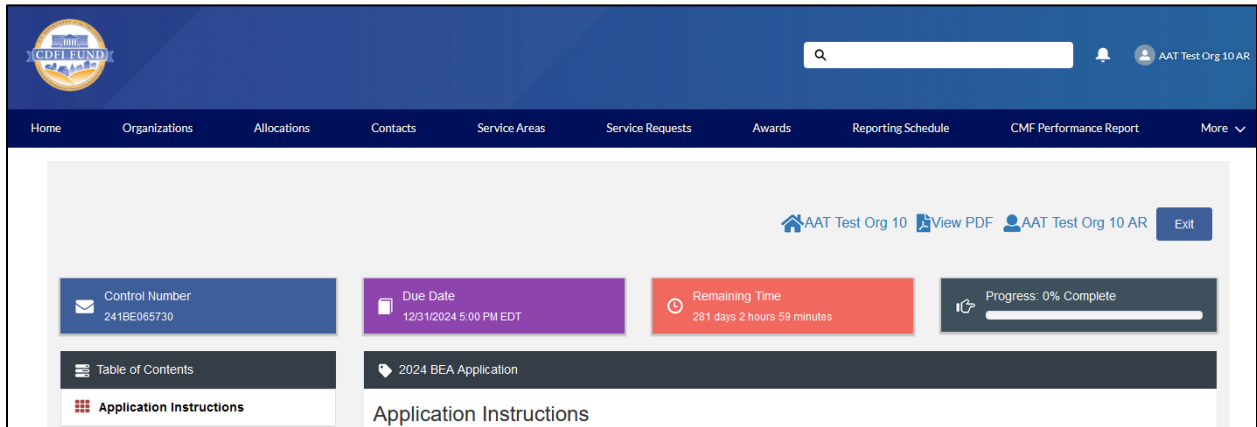 CDFI FUND
AAT Test Org 10 AR
Home Organizations Allocations Contacts Service Areas Service Requests Awards Reporting Schedule CMF Performance Report More
AAT Test Org 10 View PDF AAT Test Org 10 AR Exit
Control Number
241BE065730
Due Date
12/31/2024 5:00 PM EDT
Remaining Time
281 days 2 hours 59 minutes
Progress: 0% Complete
Table of Contents
2024 BEA Application
Application Instructions
Application Instructions